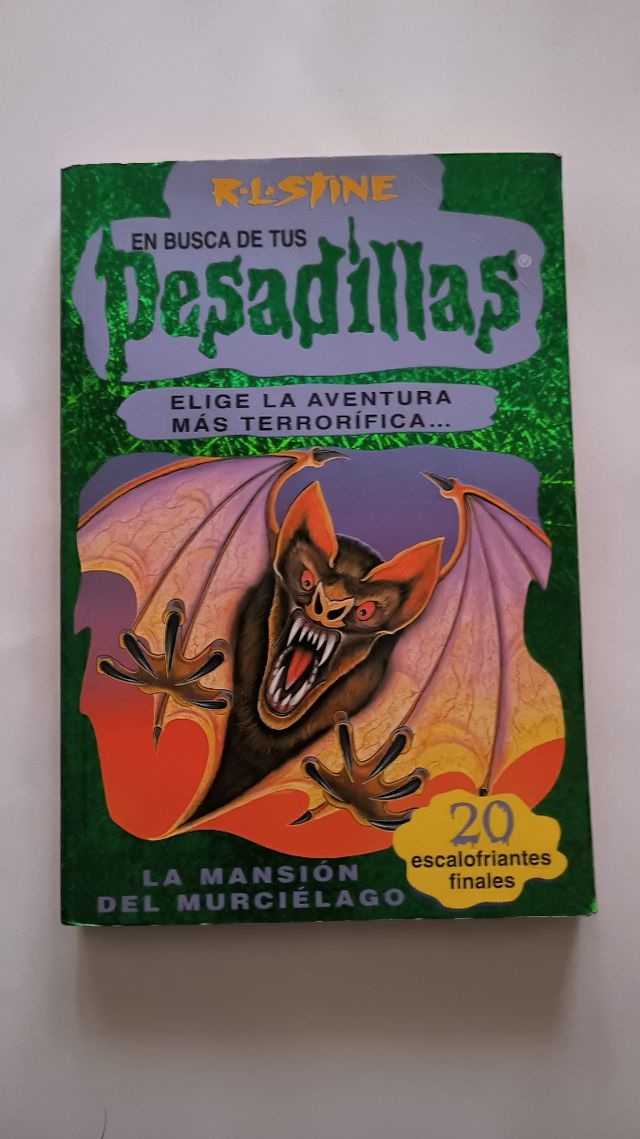 R.L.STINE
EN BUSCA DE TUS
Pesadillas®
ELIGE LA AVENTURA
MÁS TERRORÍFICA...
20
escalofriantes
finales
LA MANSIÓN
DEL MURCIÉLAGO